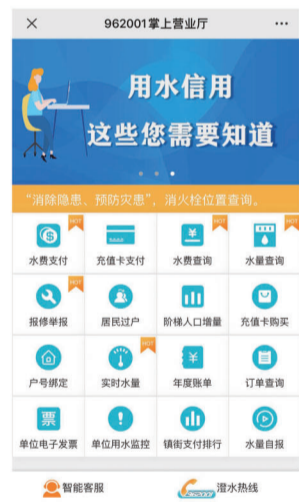 962001掌上营业厅
用水信用
这些您需要知道
“消除隐患、预防灾患”，消火栓位置查询。
HOT HOT HOT
水费支付 充值卡支付 水费查询 水量查询
HOT
报修举报 居民过户 阶梯人口增量 充值卡购买
HOT
户号绑定 实时水量 年度账单 订单查询
票
单位电子发票 单位用水监控 镇街支付排行 水量自报
智能客服 澄水热线